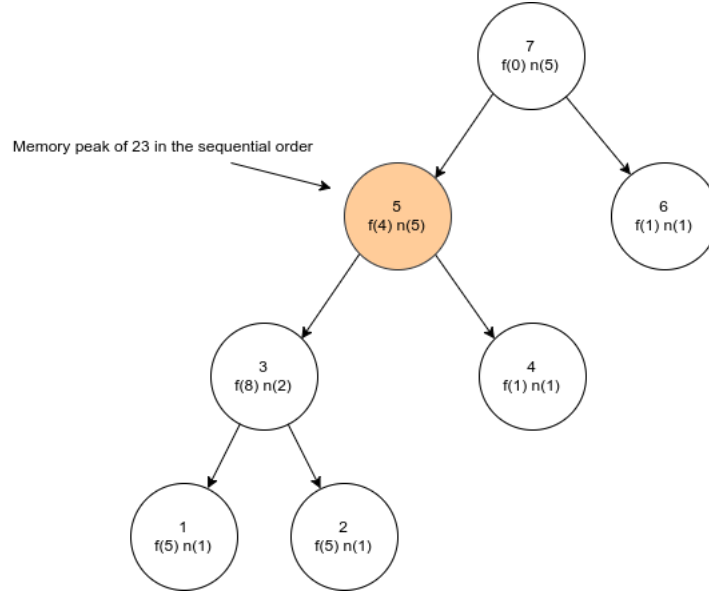 7
f(0) n(5)
Memory peak of 23 in the sequential order
5
f(4) n(5)
6
f(1) n(1)
3
f(8) n(2)
4
f(1) n(1)
1
f(5) n(1)
2
f(5) n(1)